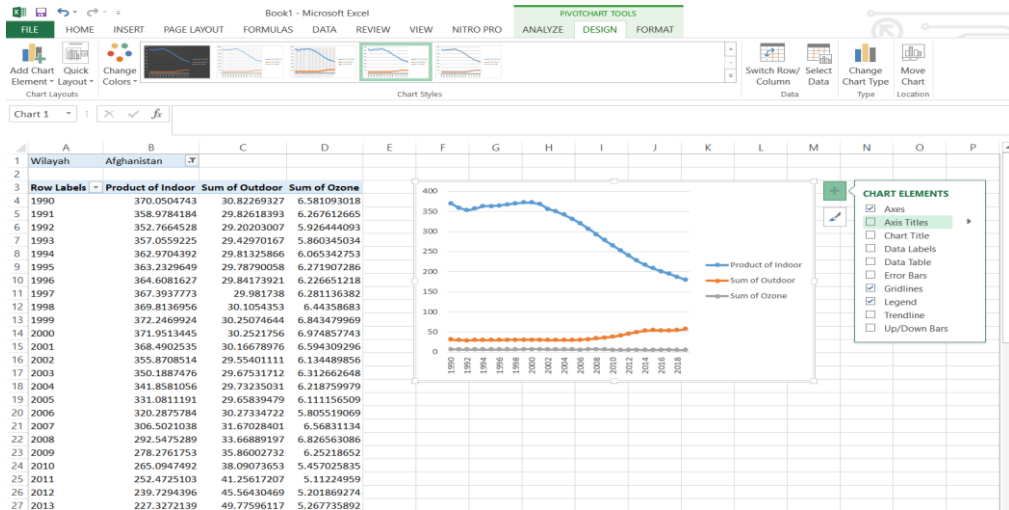 Book1 - Microsoft Excel
PIVOTCHART TOOLS
FILE HOME INSERT PAGE LAYOUT FORMULAS DATA REVIEW VIEW NITRO PRO ANALYZE DESIGN FORMAT
Add Chart Element Quick Layout Change Colors Switch Row/ Column Select Data Change Chart Type Move Chart
Chart Layouts Chart Styles Data Type Location
Chart 1 fx
A B C D E F G H I J K L M N O P
1 Wilayah Afghanistan
2
3 Row Labels Product of Indoor Sum of Outdoor Sum of Ozone
4 1990 370.0504743 30.82269327 6.581093018
5 1991 358.9784184 29.82618393 6.267612665
6 1992 352.7664528 29.20203007 5.926444093
7 1993 357.0559225 29.42970167 5.860345034
8 1994 362.9704392 29.81325866 6.065342753
9 1995 363.2329649 29.78790058 6.271907286
10 1996 364.6081627 29.84173921 6.226651218
11 1997 367.3937773 29.981738 6.281136382
12 1998 369.8136956 30.1054353 6.44358683
13 1999 372.2469924 30.25074644 6.843479969
14 2000 371.9513445 30.2521756 6.974857743
15 2001 368.4902535 30.16678976 6.594309296
16 2002 355.8708514 29.55401111 6.134489856
17 2003 350.1887476 29.67531712 6.312662648
18 2004 341.8581056 29.73235031 6.218759979
19 2005 331.0811191 29.65839479 6.111156509
20 2006 320.2875784 30.27334722 5.805519069
21 2007 306.5021038 31.67028401 6.56831134
22 2008 292.5475289 33.66889197 6.826563086
23 2009 278.2761753 35.86002732 6.25218652
24 2010 265.0947492 38.09073653 5.457025835
25 2011 252.4725103 41.25617207 5.11224959
26 2012 239.7294396 45.56430469 5.201869274
27 2013 227.3272139 49.77596117 5.267735892
400
350
300
250
200
150
100
50
0
1990 1992 1994 1996 1998 2000 2002 2004 2006 2008 2010 2012 2014 2016 2018
Product of Indoor
Sum of Outdoor
Sum of Ozone
CHART ELEMENTS
Axes
Axis Titles
Chart Title
Data Labels
Data Table
Error Bars
Gridlines
Legend
Trendline
Up/Down Bars